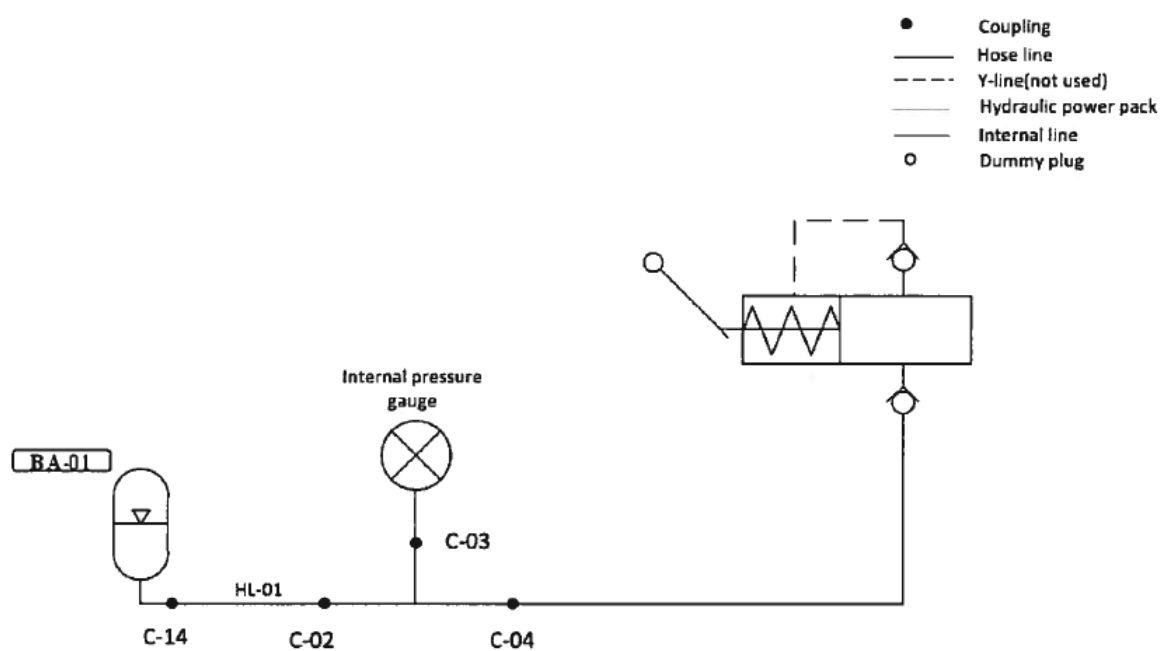 Coupling
Hose line
Y-line(not used)
Hydraulic power pack
Internal line
Dummy plug
Internal pressure
gauge
BA-01
C-03
HL-01
C-14
C-02
C-04